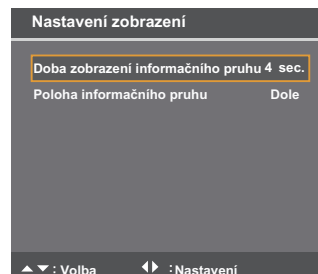 Nastavení zobrazení
Doba zobrazení informačního pruhu 4 sec.
Poloha informačního pruhu Dole
▲▼: Volba ◀▶ :Nastavení